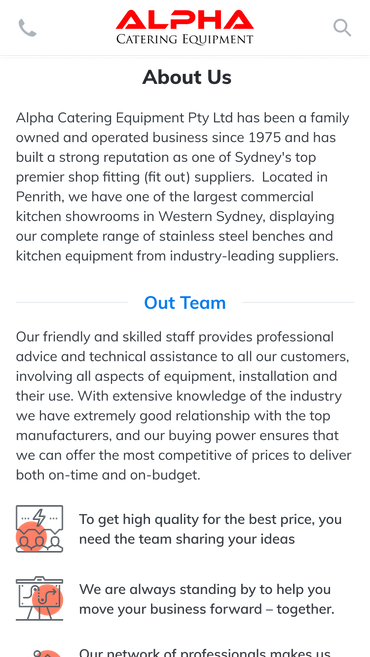 ALPHA
CATERING EQUIPMENT
About Us
Alpha Catering Equipment Pty Ltd has been a family
owned and operated business since 1975 and has
built a strong reputation as one of Sydney's top
premier shop fitting (fit out) suppliers.  Located in
Penrith, we have one of the largest commercial
kitchen showrooms in Western Sydney, displaying
our complete range of stainless steel benches and
kitchen equipment from industry-leading suppliers.
Out Team
Our friendly and skilled staff provides professional
advice and technical assistance to all our customers,
involving all aspects of equipment, installation and
their use. With extensive knowledge of the industry
we have extremely good relationship with the top
manufacturers, and our buying power ensures that
we can offer the most competitive of prices to deliver
both on-time and on-budget.
To get high quality for the best price, you
need the team sharing your ideas
We are always standing by to help you
move your business forward – together.
Our network of professionals makes us